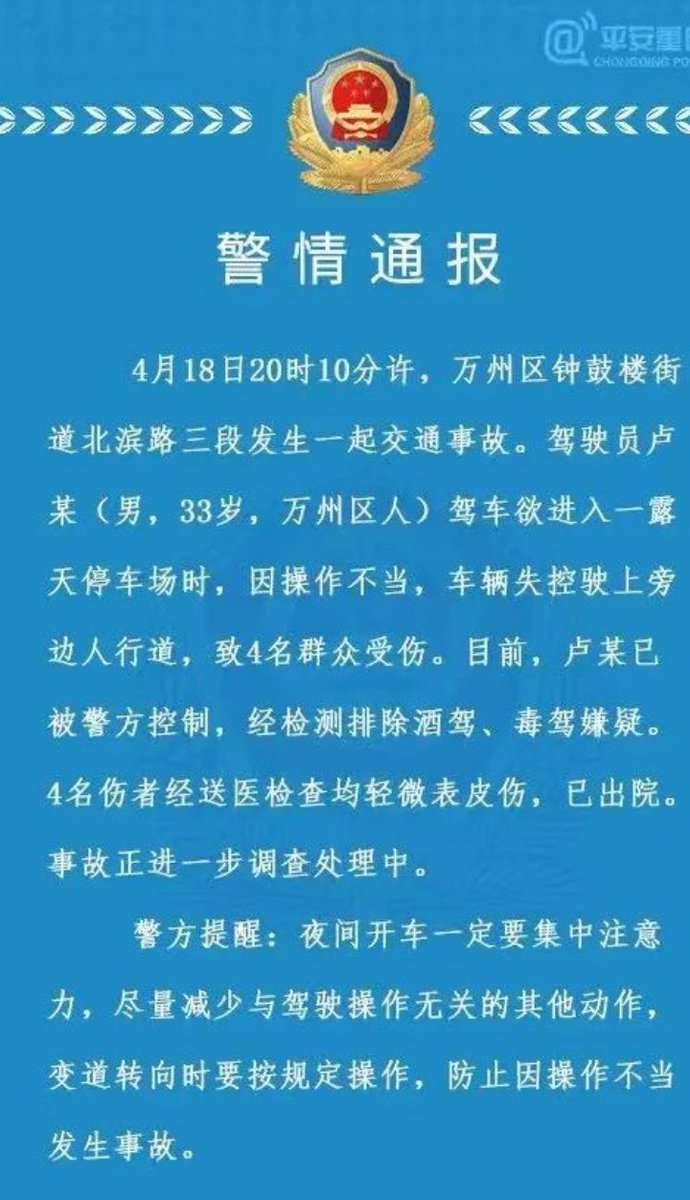 @平安重
CHONGQING PO
警情通报
4月18日20时10分许，万州区钟鼓楼街
道北滨路三段发生一起交通事故。驾驶员卢
某（男，33岁，万州区人）驾车欲进入一露
天停车场时，因操作不当，车辆失控驶上旁
边人行道，致4名群众受伤。目前，卢某已
被警方控制，经检测排除酒驾、毒驾嫌疑。
4名伤者经送医检查均轻微表皮伤，已出院。
事故正进一步调查处理中。
警方提醒：夜间开车一定要集中注意
力，尽量减少与驾驶操作无关的其他动作，
变道转向时要按规定操作，防止因操作不当
发生事故。